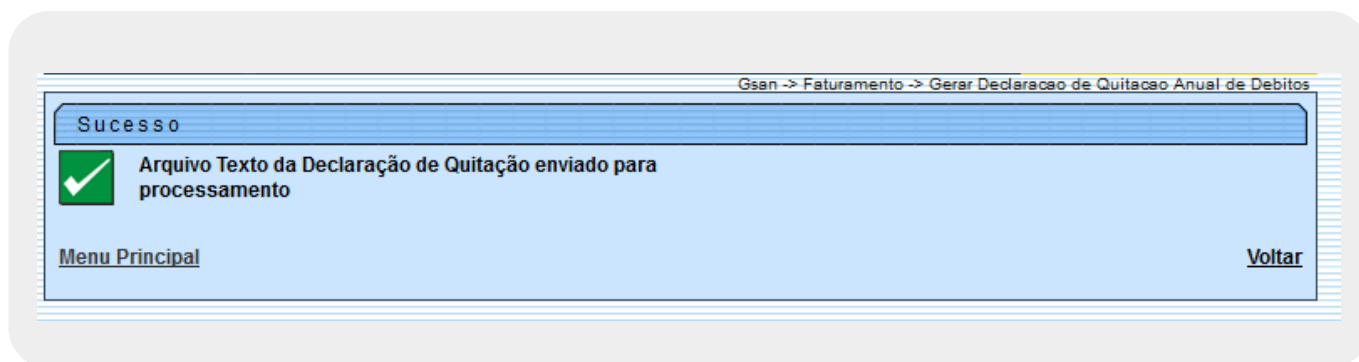 Gsan -> Faturamento -> Gerar Declaracao de Quitacao Anual de Debitos
Sucesso
Arquivo Texto da Declaração de Quitação enviado para
processamento
Menu Principal
Voltar